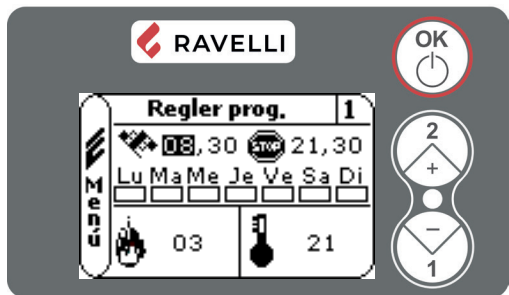 RAVELLI
OK
Regler prog. 1
08,30 STOP 21,30
Lu Ma Me Je Ve Sa Di
Menú
03 21
2
+
−
1